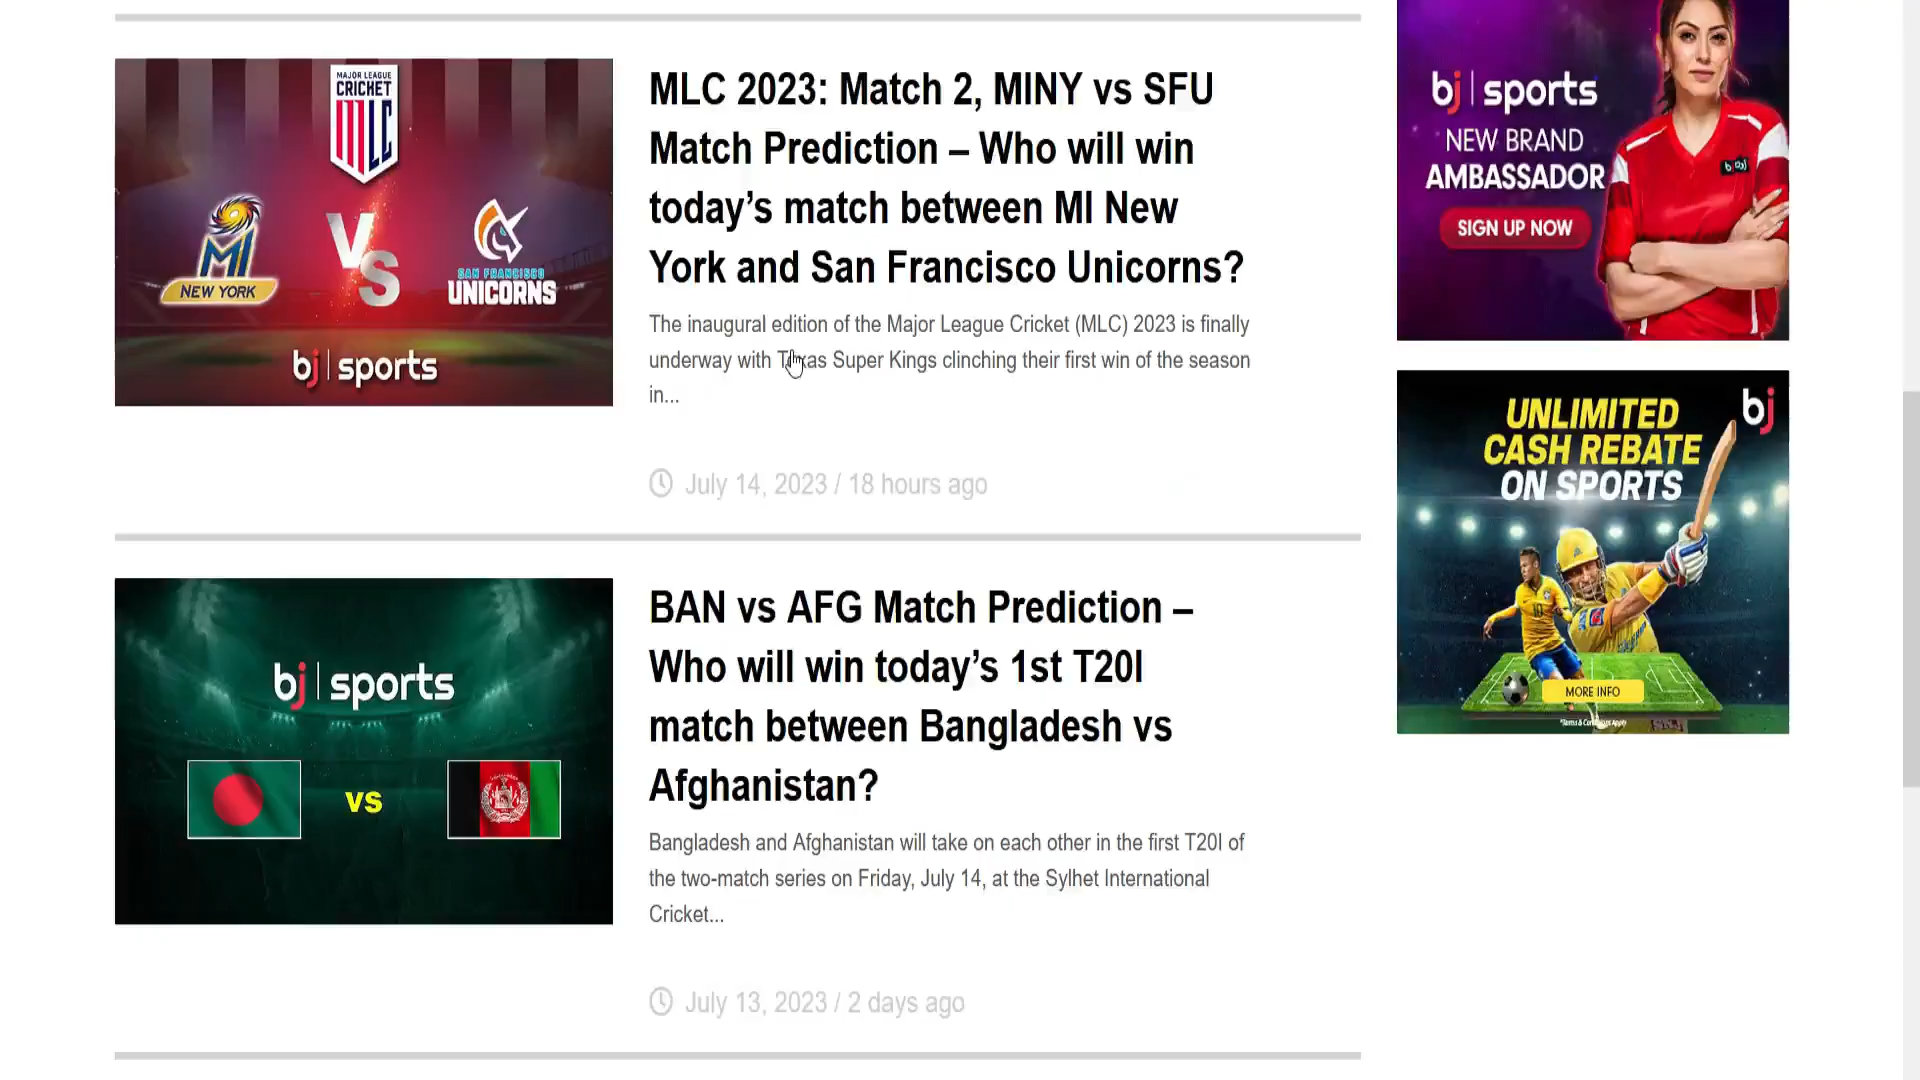 MAJOR LEAGUE
CRICKET
MLC
MI
NEW YORK
VS
SAN FRANCISCO
UNICORNS
bj | sports
MLC 2023: Match 2, MINY vs SFU
Match Prediction – Who will win
today’s match between MI New
York and San Francisco Unicorns?
The inaugural edition of the Major League Cricket (MLC) 2023 is finally
underway with Texas Super Kings clinching their first win of the season
in...
July 14, 2023 / 18 hours ago
bj | sports
VS
BAN vs AFG Match Prediction –
Who will win today’s 1st T20I
match between Bangladesh vs
Afghanistan?
Bangladesh and Afghanistan will take on each other in the first T20I of
the two-match series on Friday, July 14, at the Sylhet International
Cricket...
July 13, 2023 / 2 days ago
bj | sports
NEW BRAND
AMBASSADOR
SIGN UP NOW
bj
UNLIMITED
CASH REBATE
ON SPORTS
10
MORE INFO
*Terms & Conditions Apply